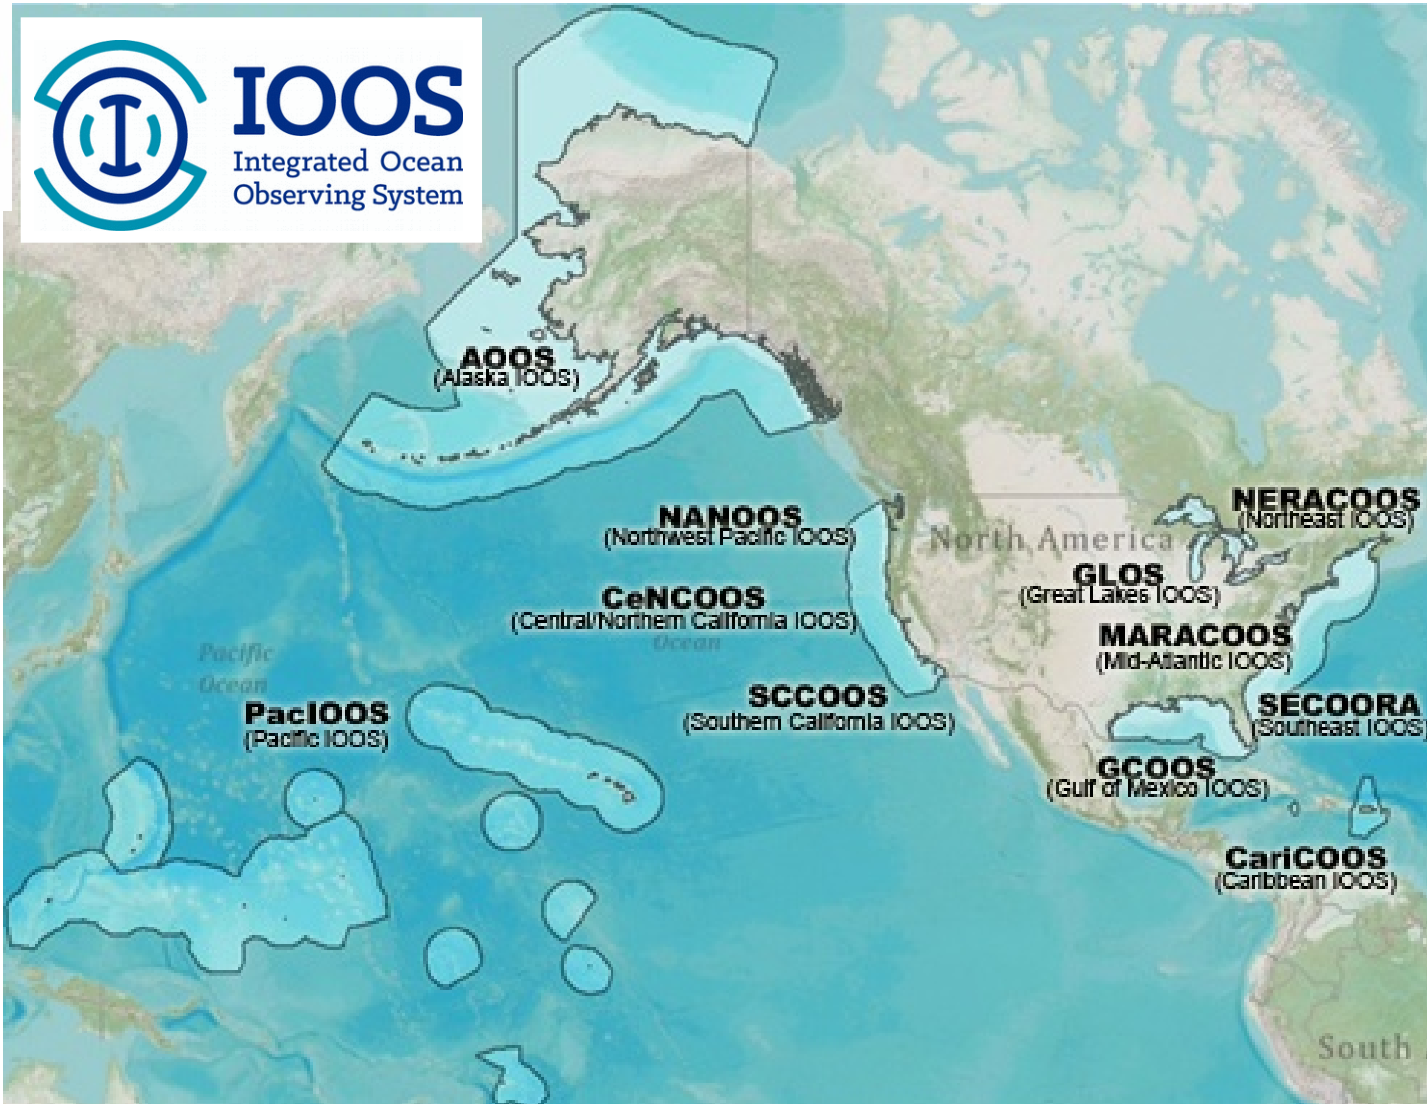 IOOS
Integrated Ocean
Observing System
AOOS
(Alaska IOOS)
NANOOS
(Northwest Pacific IOOS)
NERACOOS
(Northeast IOOS)
North America
GLOS
(Great Lakes IOOS)
CeNCOOS
(Central/Northern California IOOS)
MARACOOS
(Mid-Atlantic IOOS)
Ocean
Pacific
Ocean
PacIOOS
(Pacific IOOS)
SCCOOS
(Southern California IOOS)
SECOORA
(Southeast IOOS)
GCOOS
(Gulf of Mexico IOOS)
CariCOOS
(Caribbean IOOS)
South